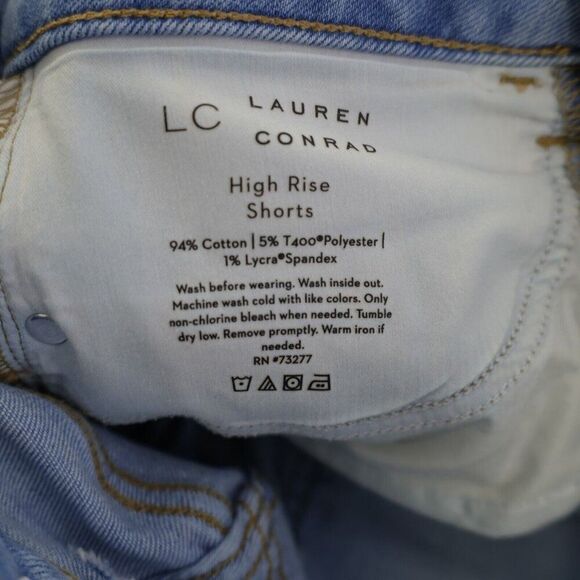 LC LAUREN
CONRAD
High Rise
Shorts
94% Cotton | 5% T400®Polyester |
1% Lycra®Spandex
Wash before wearing. Wash inside out.
Machine wash cold with like colors. Only
non-chlorine bleach when needed. Tumble
dry low. Remove promptly. Warm iron if
needed.
RN #73277